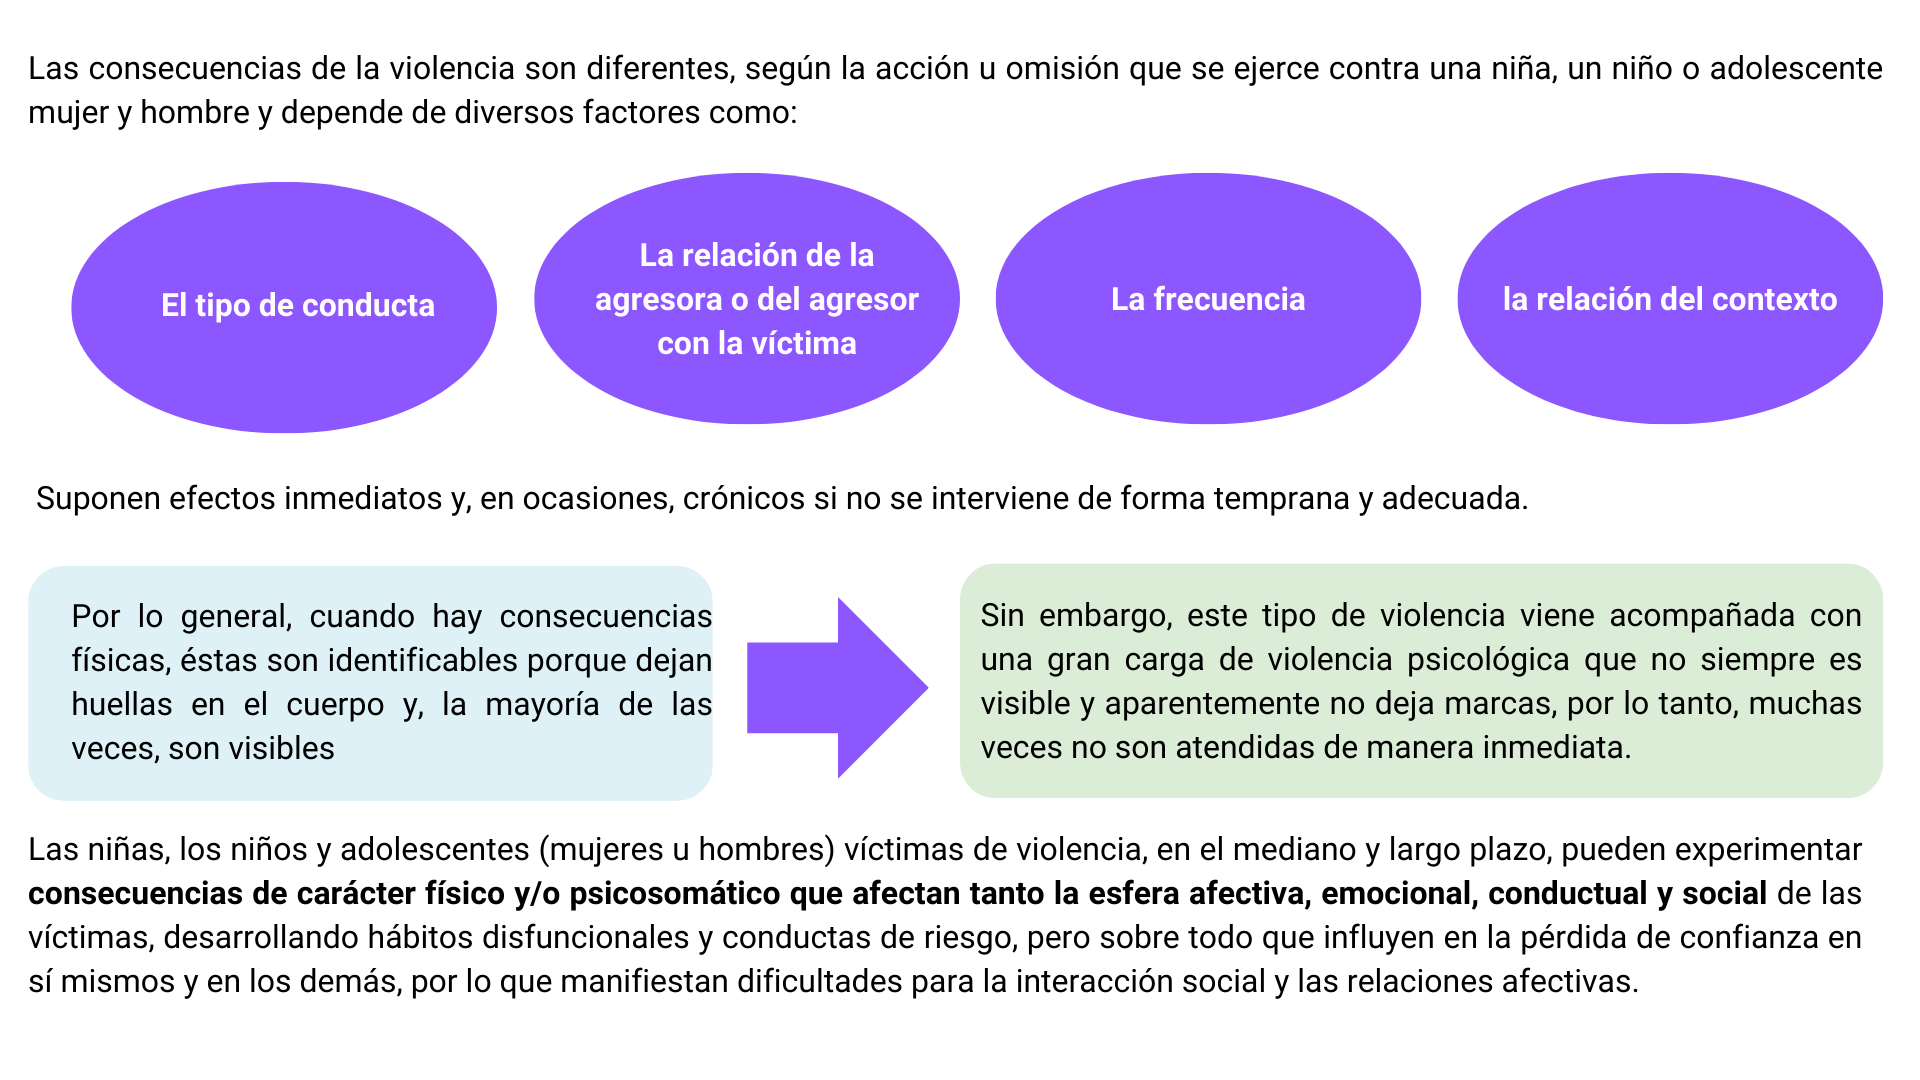 Las consecuencias de la violencia son diferentes, según la acción u omisión que se ejerce contra una niña, un niño o adolescente
mujer y hombre y depende de diversos factores como:
El tipo de conducta
La relación de la
agresora o del agresor
con la víctima
La frecuencia
la relación del contexto
Suponen efectos inmediatos y, en ocasiones, crónicos si no se interviene de forma temprana y adecuada.
Por lo general, cuando hay consecuencias
físicas, éstas son identificables porque dejan
huellas en el cuerpo y, la mayoría de las
veces, son visibles
Sin embargo, este tipo de violencia viene acompañada con
una gran carga de violencia psicológica que no siempre es
visible y aparentemente no deja marcas, por lo tanto, muchas
veces no son atendidas de manera inmediata.
Las niñas, los niños y adolescentes (mujeres u hombres) víctimas de violencia, en el mediano y largo plazo, pueden experimentar
consecuencias de carácter físico y/o psicosomático que afectan tanto la esfera afectiva, emocional, conductual y social de las
víctimas, desarrollando hábitos disfuncionales y conductas de riesgo, pero sobre todo que influyen en la pérdida de confianza en
sí mismos y en los demás, por lo que manifiestan dificultades para la interacción social y las relaciones afectivas.